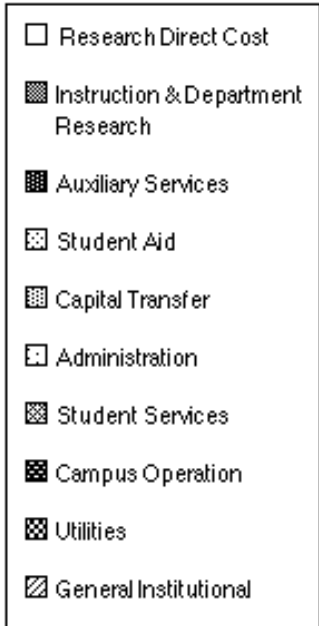 Research Direct Cost
Instruction & Department
Research
Auxiliary Services
Student Aid
Capital Transfer
Administration
Student Services
Campus Operation
Utilities
General Institutional